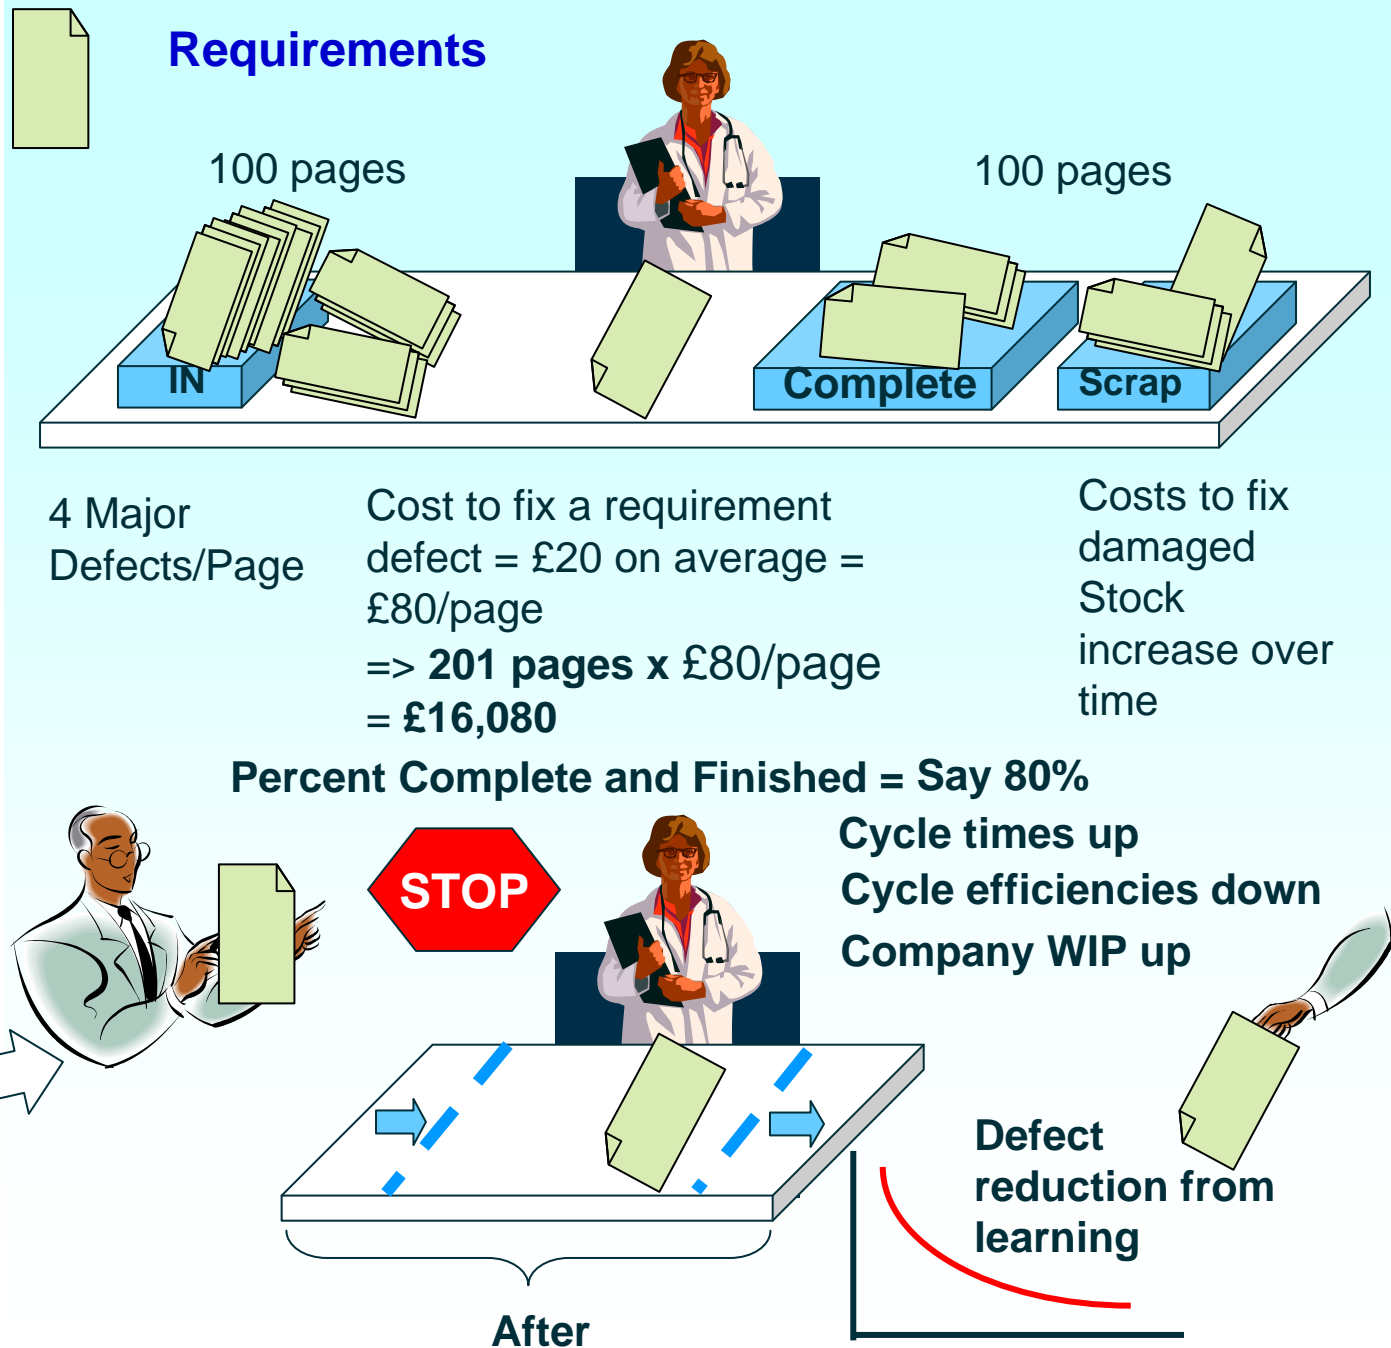 Requirements
100 pages
100 pages
IN
Complete
Scrap
4 Major
Defects/Page
Cost to fix a requirement
defect = £20 on average =
£80/page
=> 201 pages x £80/page
= £16,080
Costs to fix
damaged
Stock
increase over
time
Percent Complete and Finished = Say 80%
STOP
Cycle times up
Cycle efficiencies down
Company WIP up
Defect
reduction from
learning
After